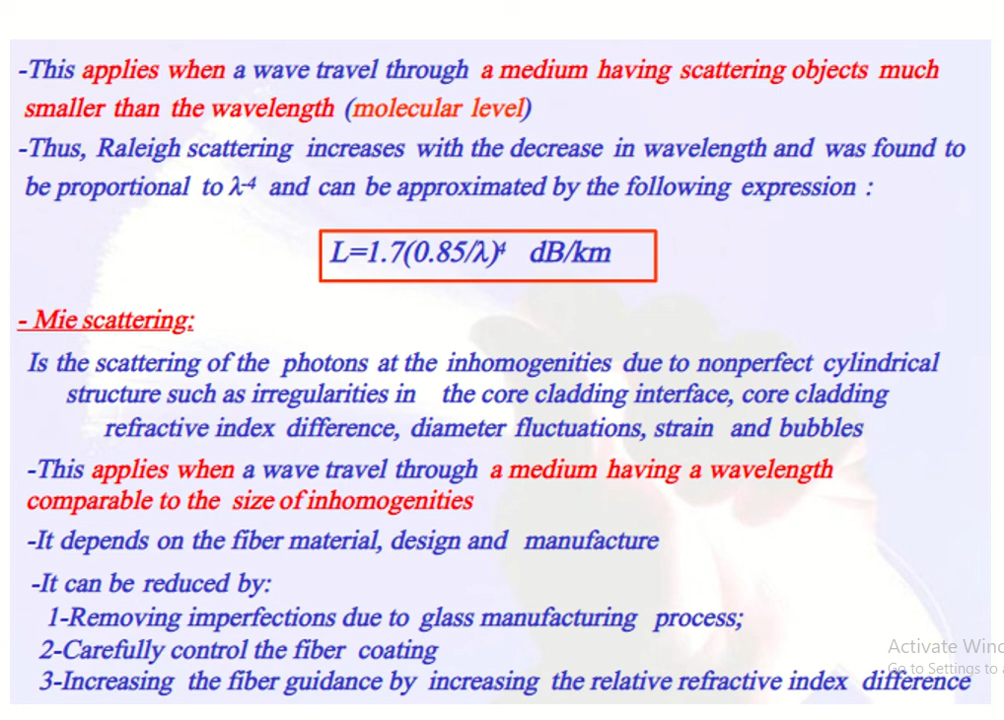 -This applies when a wave travel through a medium having scattering objects much
smaller than the wavelength (molecular level)
-Thus, Raleigh scattering increases with the decrease in wavelength and was found to
be proportional to λ-4 and can be approximated by the following expression :
L=1.7(0.85/λ)⁴ dB/km
- Mie scattering:
Is the scattering of the photons at the inhomogenities due to nonperfect cylindrical
structure such as irregularities in the core cladding interface, core cladding
refractive index difference, diameter fluctuations, strain and bubbles
-This applies when a wave travel through a medium having a wavelength
comparable to the size of inhomogenities
-It depends on the fiber material, design and manufacture
-It can be reduced by:
1-Removing imperfections due to glass manufacturing process;
2-Carefully control the fiber coating
3-Increasing the fiber guidance by increasing the relative refractive index difference
Activate Winc
Go to Settings to